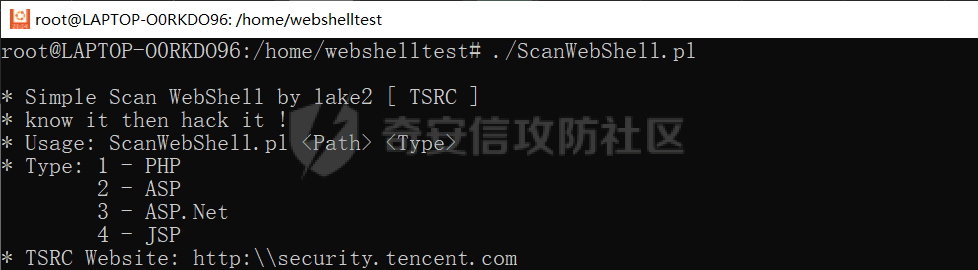 root@LAPTOP-O0RKDO96: /home/webshelltest
root@LAPTOP-O0RKDO96:/home/webshelltest# ./ScanWebShell.pl
* Simple Scan WebShell by lake2 [ TSRC ]
* know it then hack it !
* Usage: ScanWebShell.pl <Path> <Type>
* Type: 1 - PHP
2 - ASP
3 - ASP.Net
4 - JSP
* TSRC Website: http:\\security.tencent.com
奇安信攻防社区